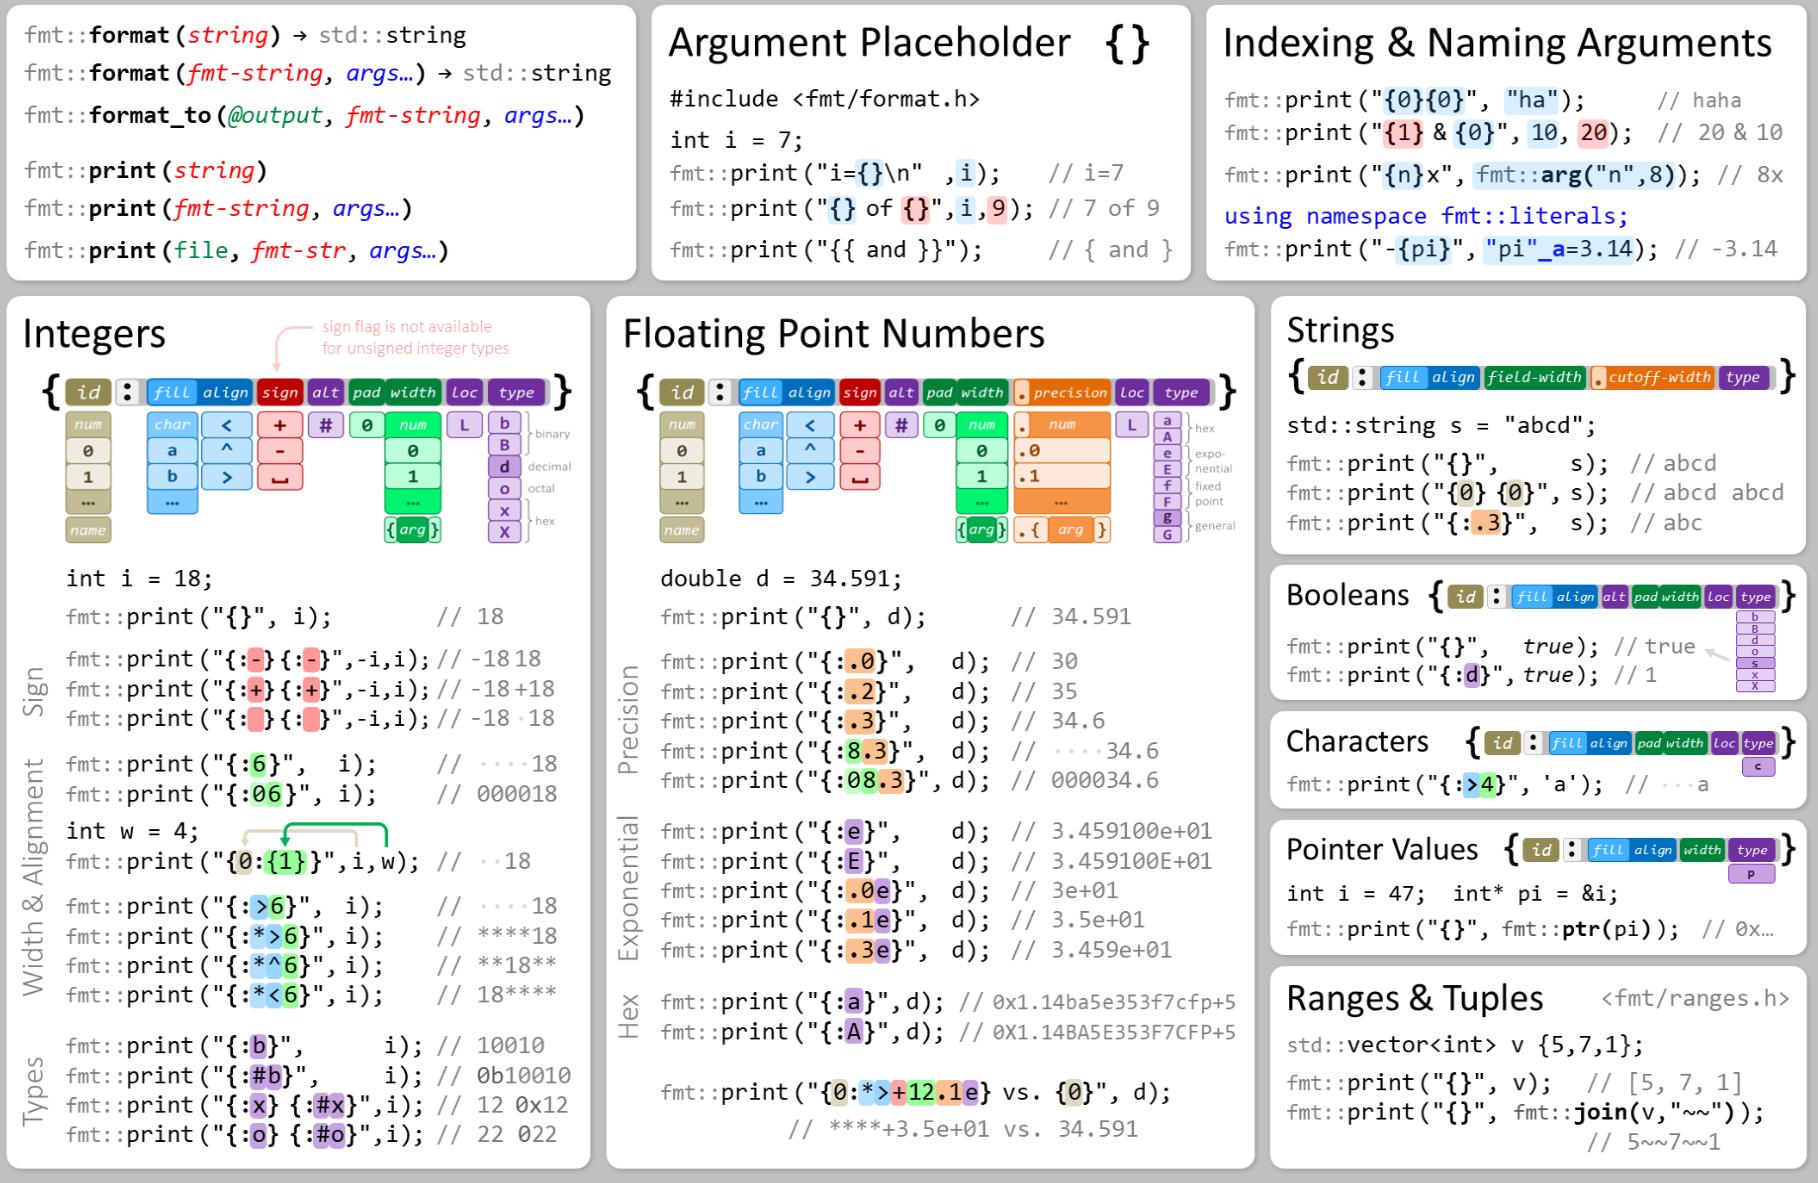 fmt::format(string) → std::string
fmt::format(fmt-string, args…) → std::string
fmt::format_to(@output, fmt-string, args…)
fmt::print(string)
fmt::print(fmt-string, args…)
fmt::print(file, fmt-str, args…)
Argument Placeholder {}
#include <fmt/format.h>
int i = 7;
fmt::print("i={}\n" ,i); // i=7
fmt::print("{} of {}",i,9); // 7 of 9
fmt::print("{{ and }}"); // { and }
Indexing & Naming Arguments
fmt::print("{0}{0}", "ha"); // haha
fmt::print("{1} & {0}", 10, 20); // 20 & 10
fmt::print("{n}x", fmt::arg("n",8)); // 8x
using namespace fmt::literals;
fmt::print("-{pi}", "pi"_a=3.14); // -3.14
Integers
sign flag is not available
for unsigned integer types
{ id : fill align sign alt pad width loc type }
num char < + # 0 num L b
0 a ^ - 0 B binary
1 b > ⎵ 1 d decimal
… … … o octal
name {arg} x X hex
int i = 18;
fmt::print("{}", i); // 18
Sign
fmt::print("{:-}{:-}",-i,i); // -18 18
fmt::print("{:+}{:+}",-i,i); // -18 +18
fmt::print("{: }{: }",-i,i); // -18 ·18
Width & Alignment
fmt::print("{:6}", i); // ····18
fmt::print("{:06}", i); // 000018
int w = 4;
fmt::print("{0:{1}}",i,w); // ··18
fmt::print("{:>6}", i); // ····18
fmt::print("{:*>6}", i); // ****18
fmt::print("{:*^6}", i); // **18**
fmt::print("{:*<6}", i); // 18****
Types
fmt::print("{:b}", i); // 10010
fmt::print("{:#b}", i); // 0b10010
fmt::print("{:x} {:#x}",i); // 12 0x12
fmt::print("{:o} {:#o}",i); // 22 022
Floating Point Numbers
{ id : fill align sign alt pad width . precision loc type }
num char < + # 0 num . num L a A hex
0 a ^ - 0 .0 e E expo-
nential
1 b > ⎵ 1 .1 f F fixed
point
… … … … g G general
name {arg} .{ arg }
double d = 34.591;
fmt::print("{}", d); // 34.591
Precision
fmt::print("{:.0}", d); // 30
fmt::print("{:.2}", d); // 35
fmt::print("{:.3}", d); // 34.6
fmt::print("{:8.3}", d); // ····34.6
fmt::print("{:08.3}", d); // 000034.6
Exponential
fmt::print("{:e}", d); // 3.459100e+01
fmt::print("{:E}", d); // 3.459100E+01
fmt::print("{:.0e}", d); // 3e+01
fmt::print("{:.1e}", d); // 3.5e+01
fmt::print("{:.3e}", d); // 3.459e+01
Hex
fmt::print("{:a}",d); // 0x1.14ba5e353f7cfp+5
fmt::print("{:A}",d); // 0X1.14BA5E353F7CFP+5
fmt::print("{0:*>+12.1e} vs. {0}", d);
// ****+3.5e+01 vs. 34.591
Strings
{ id : fill align field-width .cutoff-width type }
std::string s = "abcd";
fmt::print("{}", s); // abcd
fmt::print("{0} {0}", s); // abcd abcd
fmt::print("{:.3}", s); // abc
Booleans { id : fill align alt pad width loc type }
b
B
d
o
s
x
X
fmt::print("{}", true); // true
fmt::print("{:d}", true); // 1
Characters { id : fill align pad width loc type }
c
fmt::print("{:>4}", 'a'); // ···a
Pointer Values { id : fill align width type }
p
int i = 47; int* pi = &i;
fmt::print("{}", fmt::ptr(pi)); // 0x…
Ranges & Tuples <fmt/ranges.h>
std::vector<int> v {5,7,1};
fmt::print("{}", v); // [5, 7, 1]
fmt::print("{}", fmt::join(v,"~~"));
// 5~~7~~1